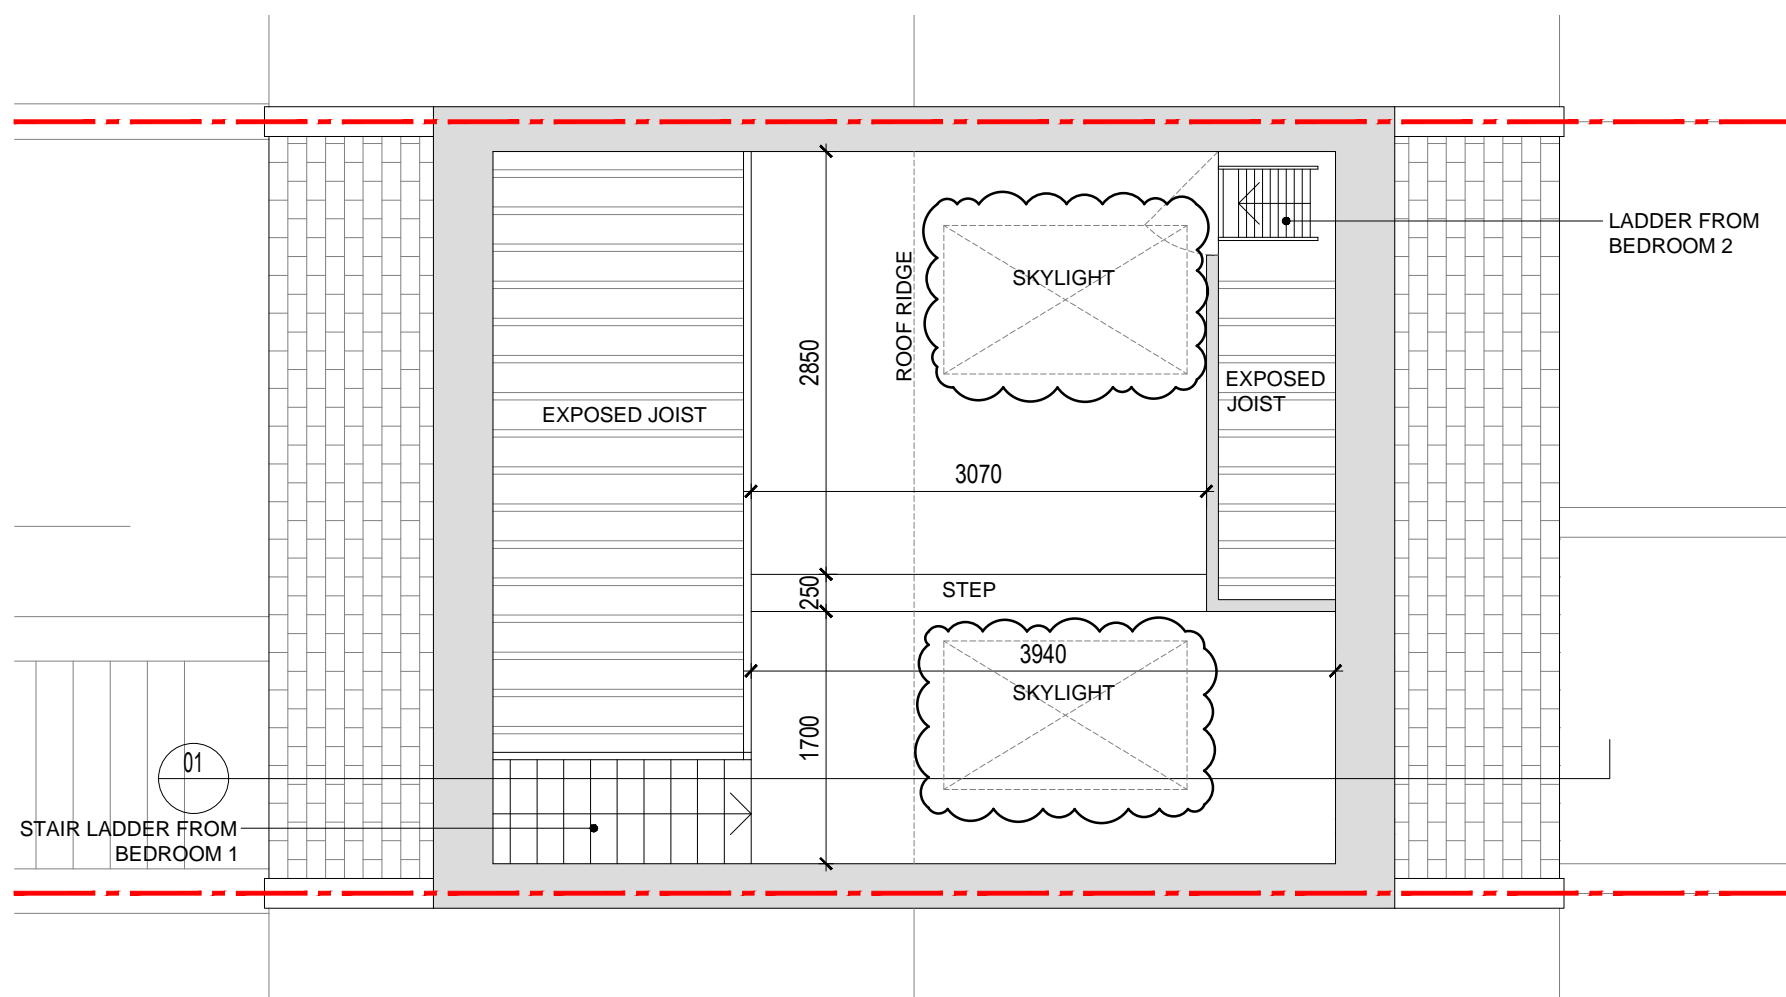 LADDER FROM
BEDROOM 2
SKYLIGHT
ROOF RIDGE
2850
EXPOSED
JOIST
EXPOSED JOIST
3070
250
STEP
3940
SKYLIGHT
1700
01
STAIR LADDER FROM
BEDROOM 1